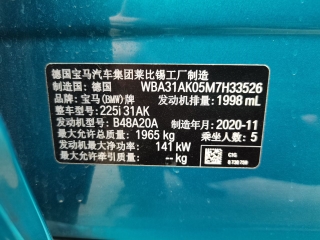 德国宝马汽车集团莱比锡工厂制造
制造国：德国 WBA31AK05M7H33526
品牌：宝马(BMW)牌 发动机排量：1998 mL
整车型号：225i 31AK
发动机型号：B48A20A 制造年月：2020-11
最大允许总质量：1965 kg 乘坐人数：5
发动机最大净功率：141 kW
最大允许牵引质量：-- kg